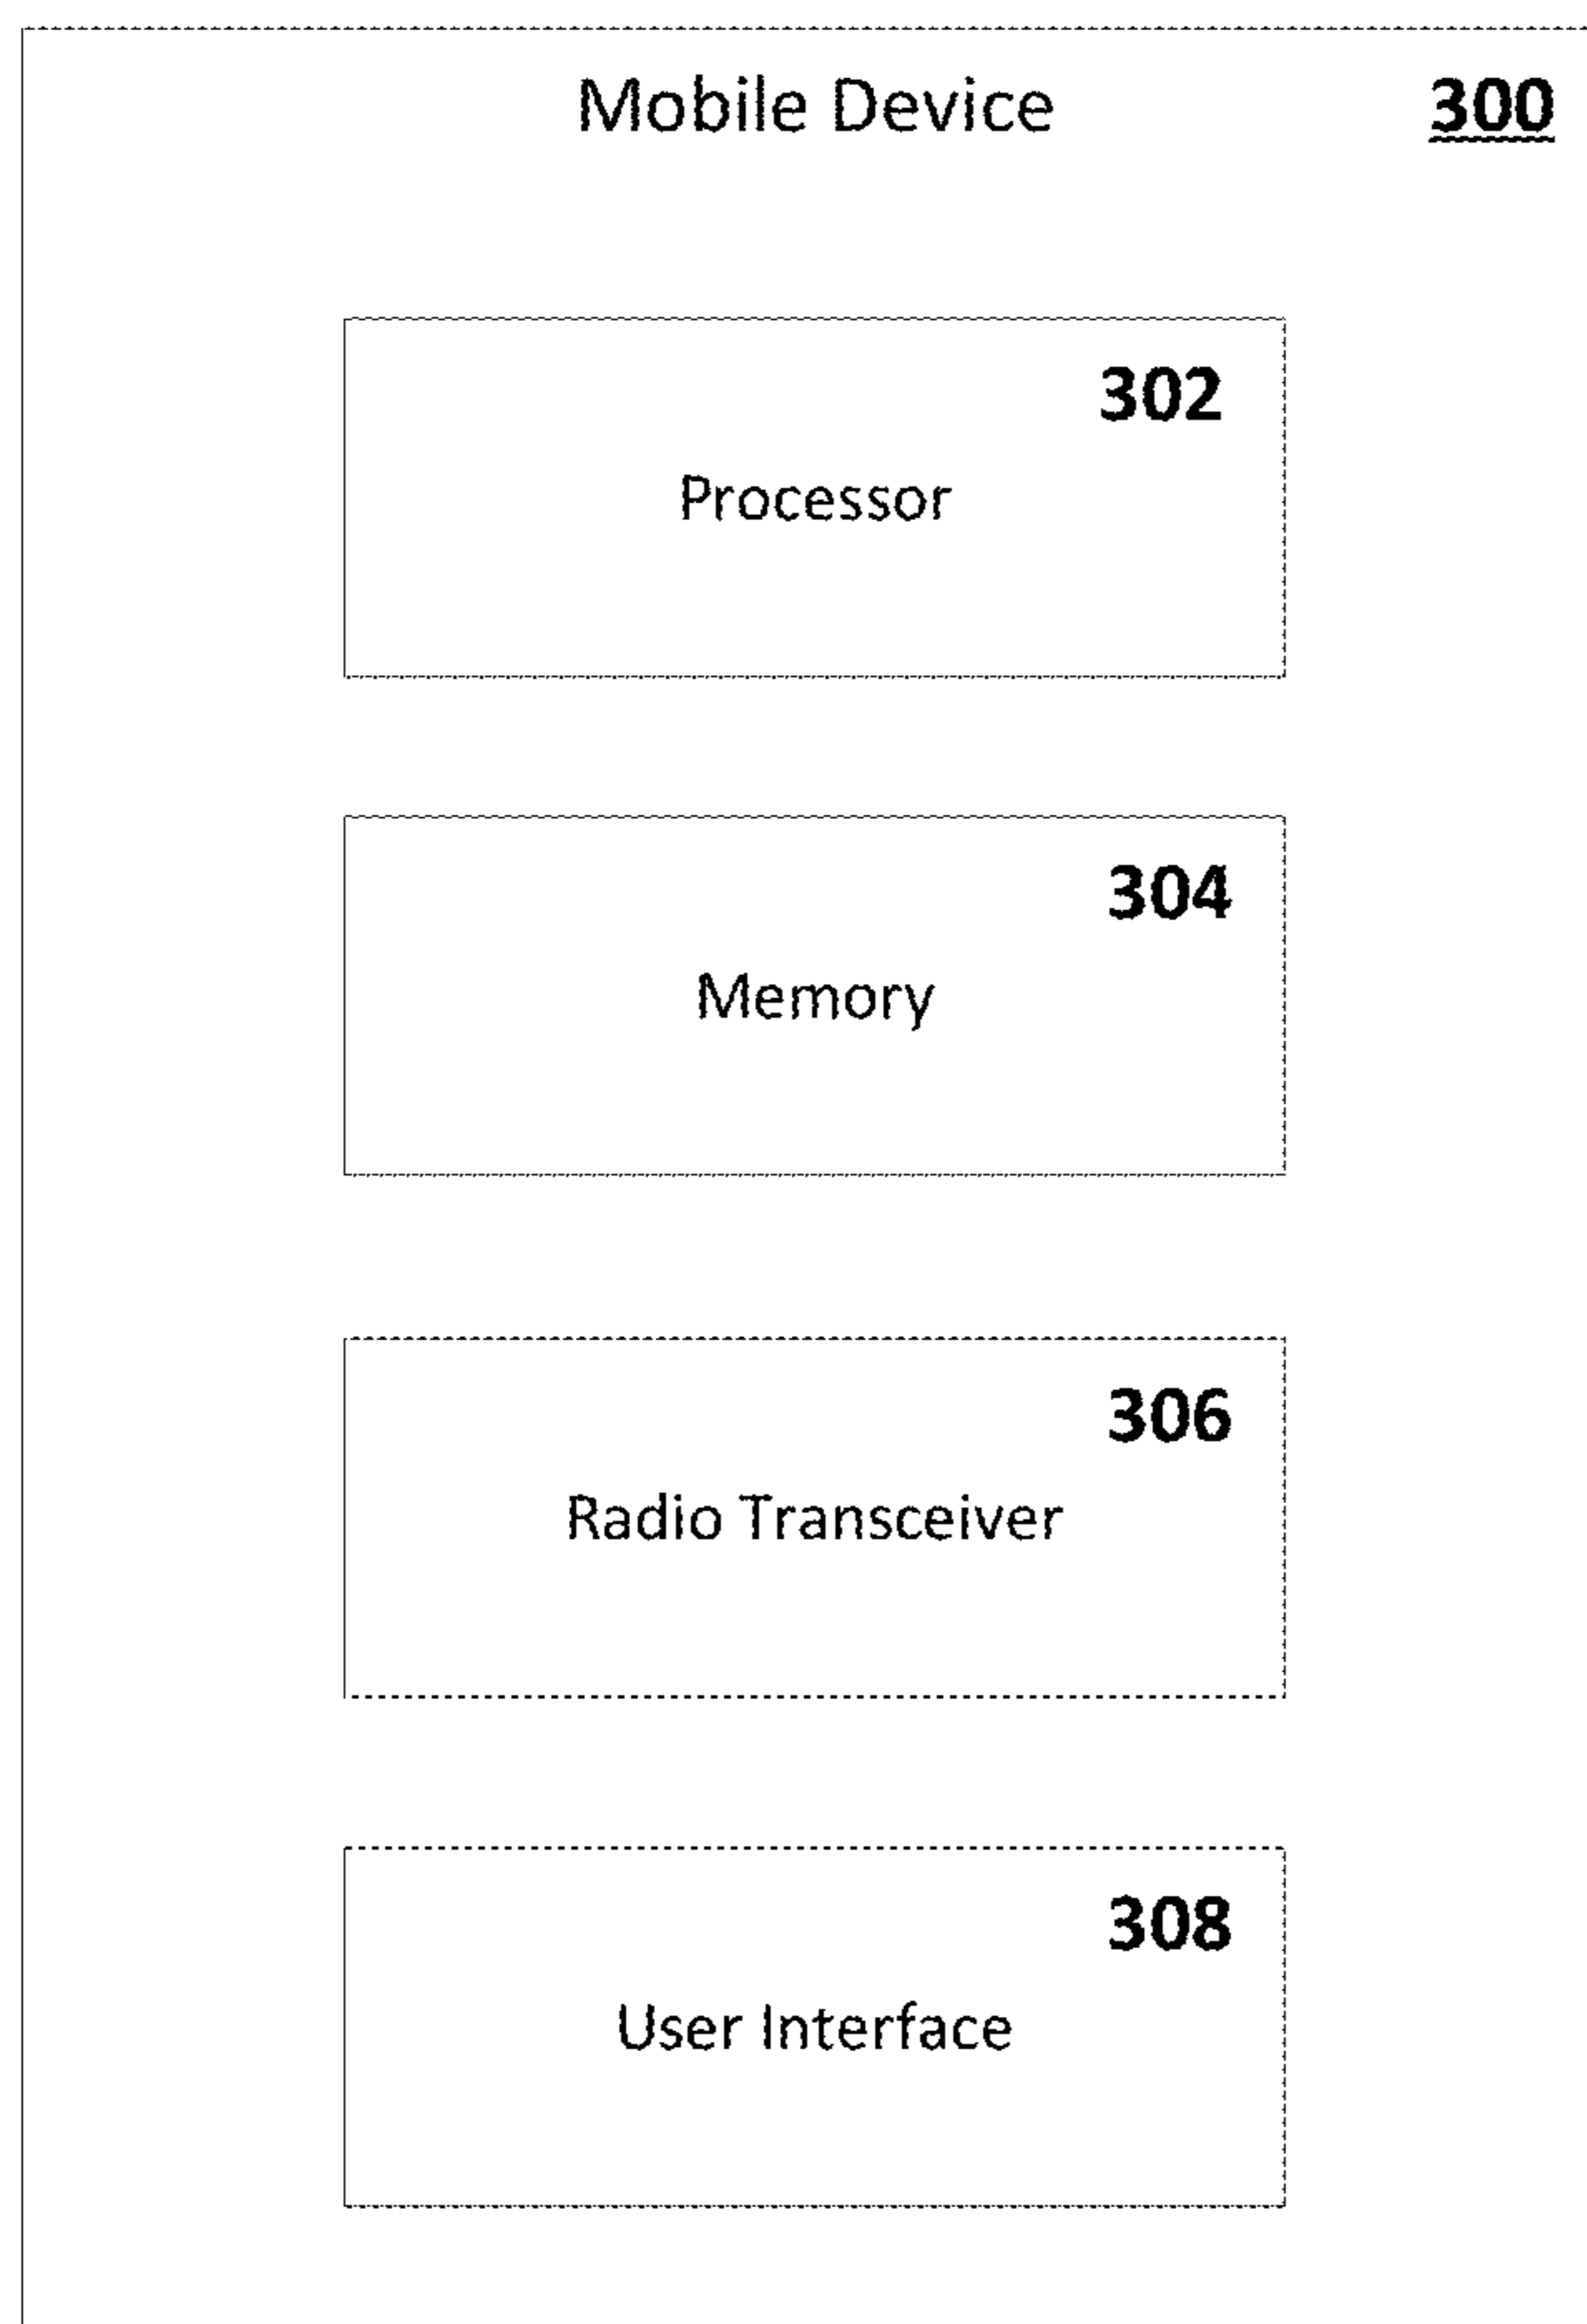 Mobile Device 300
302
Processor
304
Memory
306
Radio Transceiver
308
User Interface